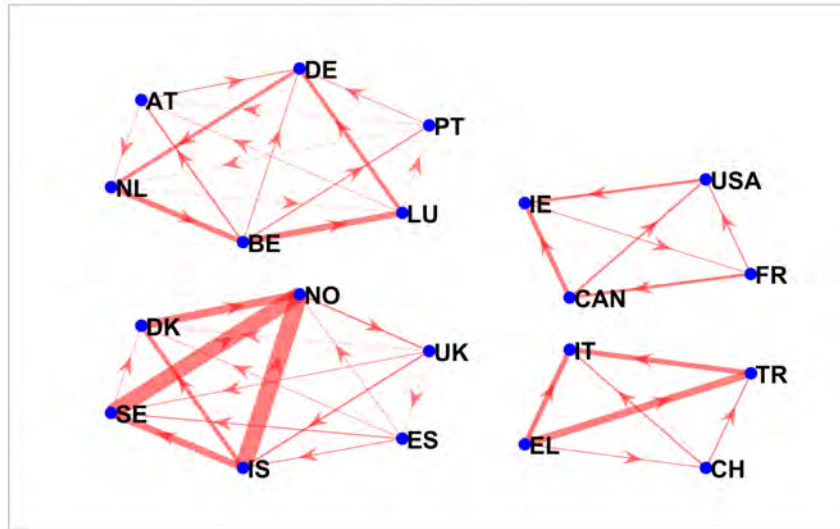 DE
AT
PT
NL
LU
BE
USA
IE
FR
CAN
NO
DK
UK
SE
ES
IS
IT
TR
EL
CH